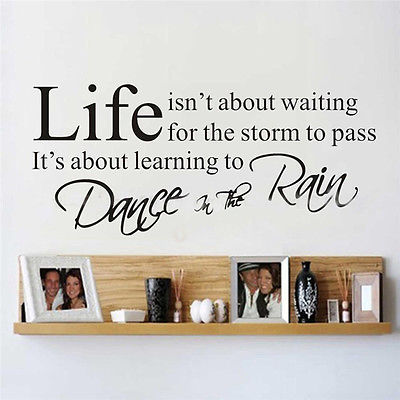 Life isn't about waiting
for the storm to pass
It's about learning to
Dance In The Rain